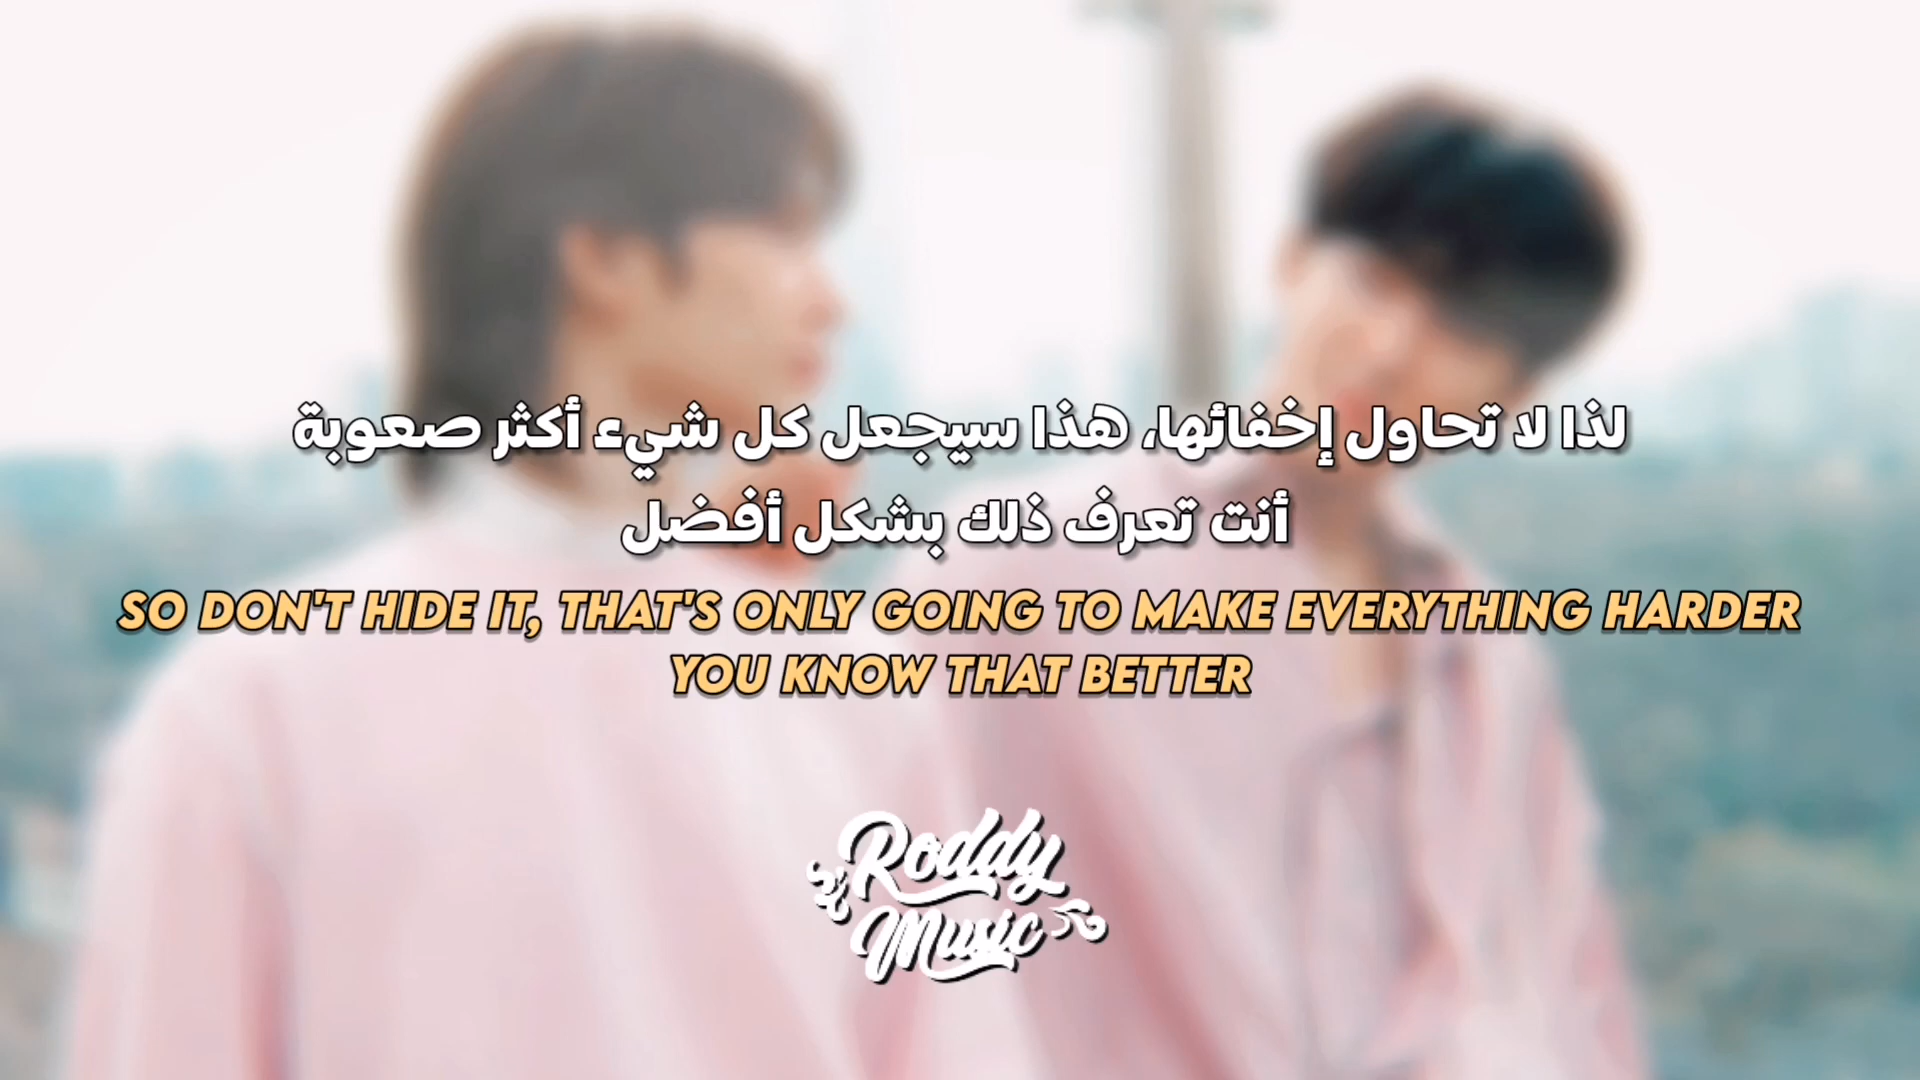 لذا لا تحاول إخفائها، هذا سيجعل كل شيء أكثر صعوبة
أنت تعرف ذلك بشكل أفضل
SO DON'T HIDE IT, THAT'S ONLY GOING TO MAKE EVERYTHING HARDER
YOU KNOW THAT BETTER
Roddy
Music